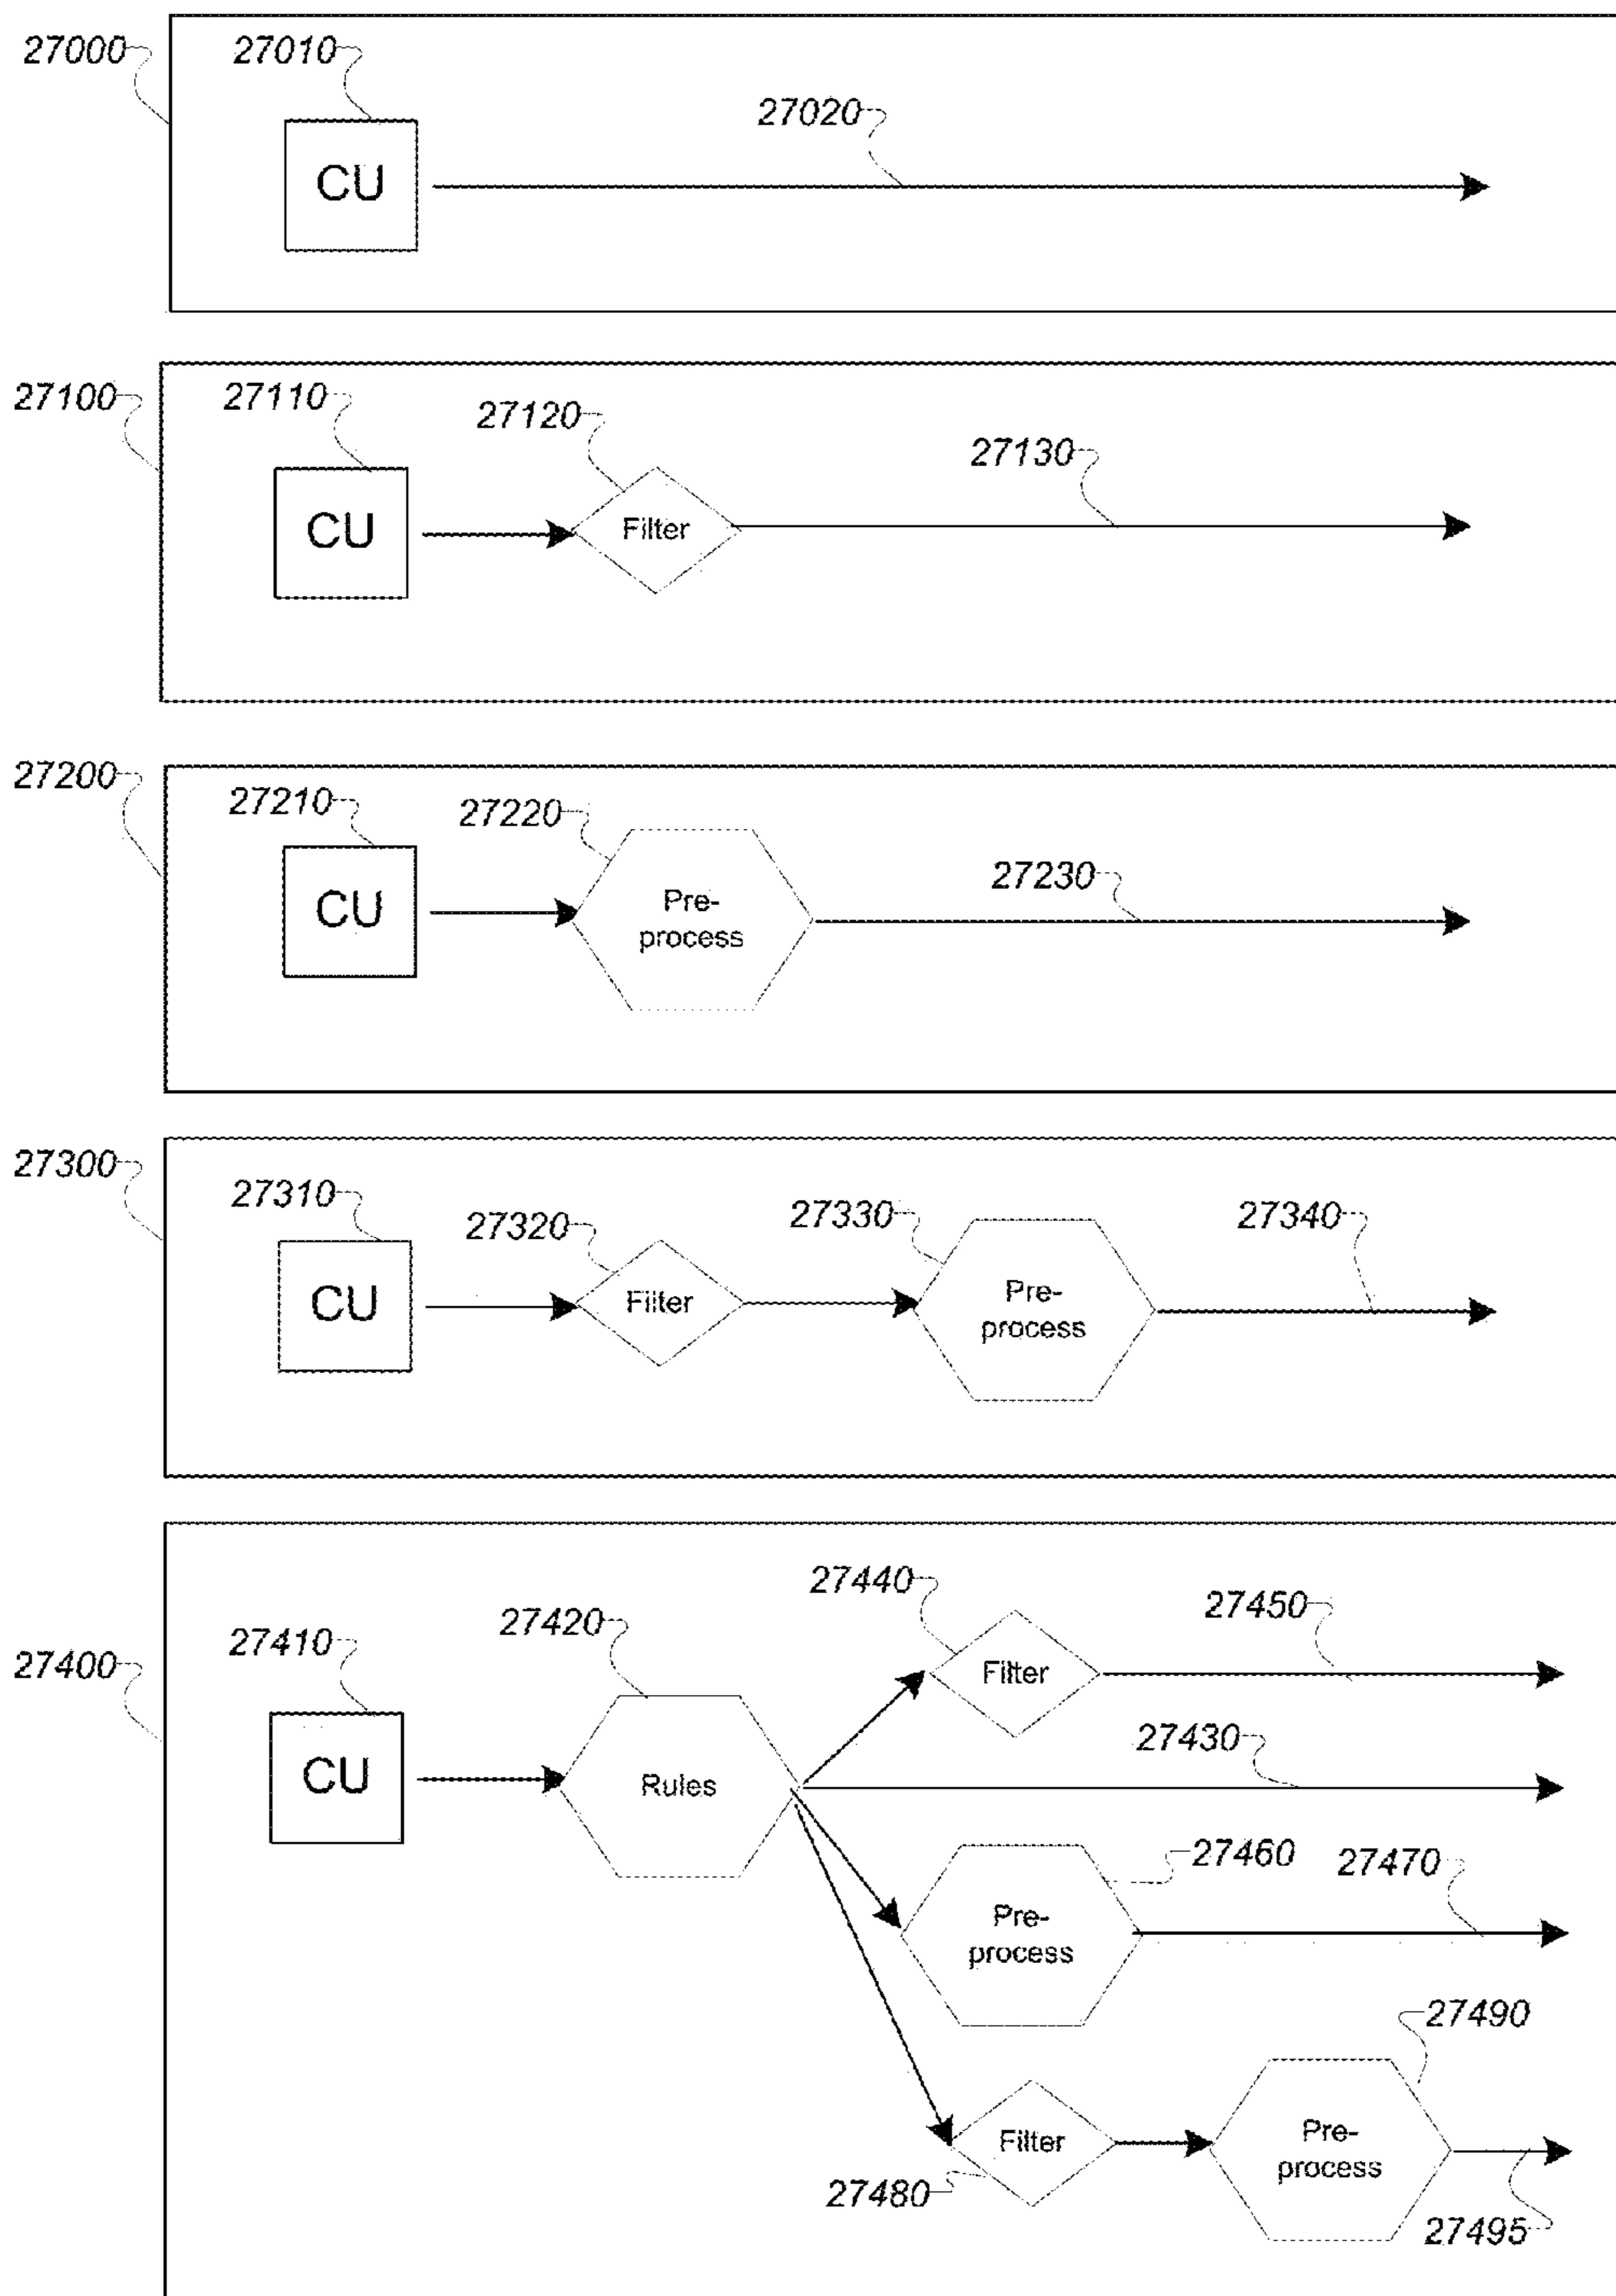 27000
27010
27020
CU
27100
27110
27120
27130
CU
Filter
27200
27210
27220
27230
CU
Pre-
process
27300
27310
27320
27330
27340
CU
Filter
Pre-
process
27400
27410
27420
27440
27450
27430
CU
Rules
Filter
27460
27470
Pre-
process
27490
Filter
Pre-
process
27480
27495